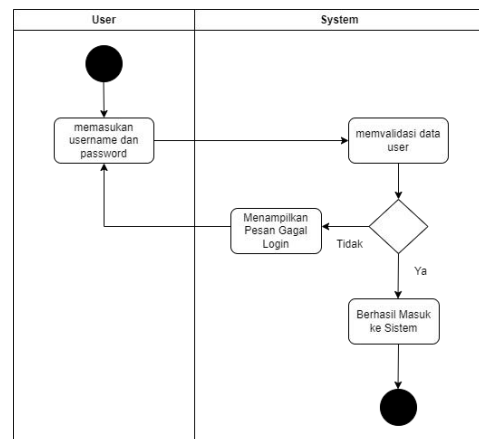 User
System
memasukan
username dan
password
memvalidasi data
user
Menampilkan
Pesan Gagal
Login
Tidak
Ya
Berhasil Masuk
ke Sistem